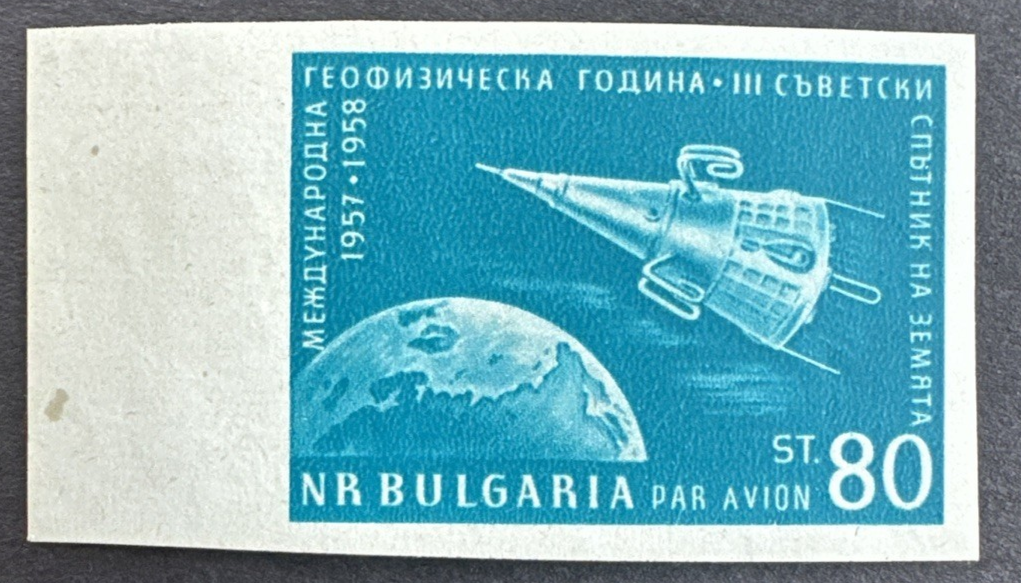 МЕЖДУНАРОДНА
ГЕОФИЗИЧЕСКА ГОДИНА • III СЪВЕТСКИ
СПЪТНИК НА ЗЕМЯТА
1957 • 1958
ST. 80
NR BULGARIA PAR AVION